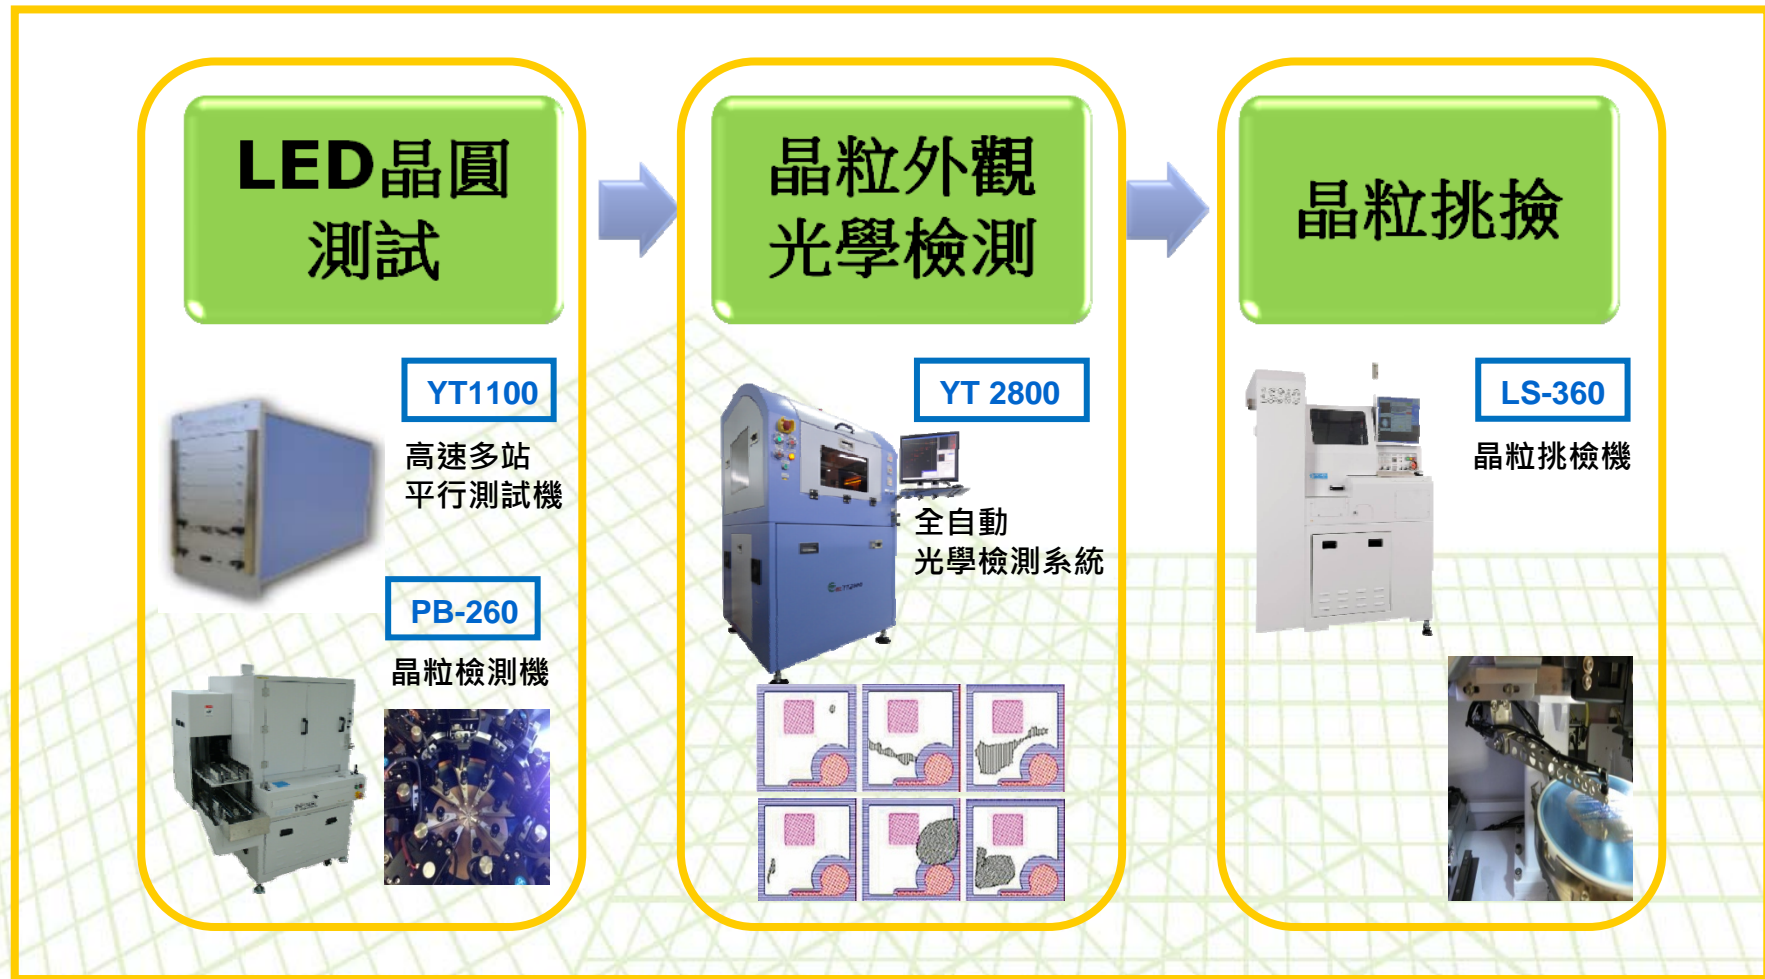 LED晶圓
測試
晶粒外觀
光學檢測
晶粒挑撿
YT1100
高速多站
平行測試機
PB-260
晶粒檢測機
YT 2800
全自動
光學檢測系統
LS-360
晶粒挑檢機